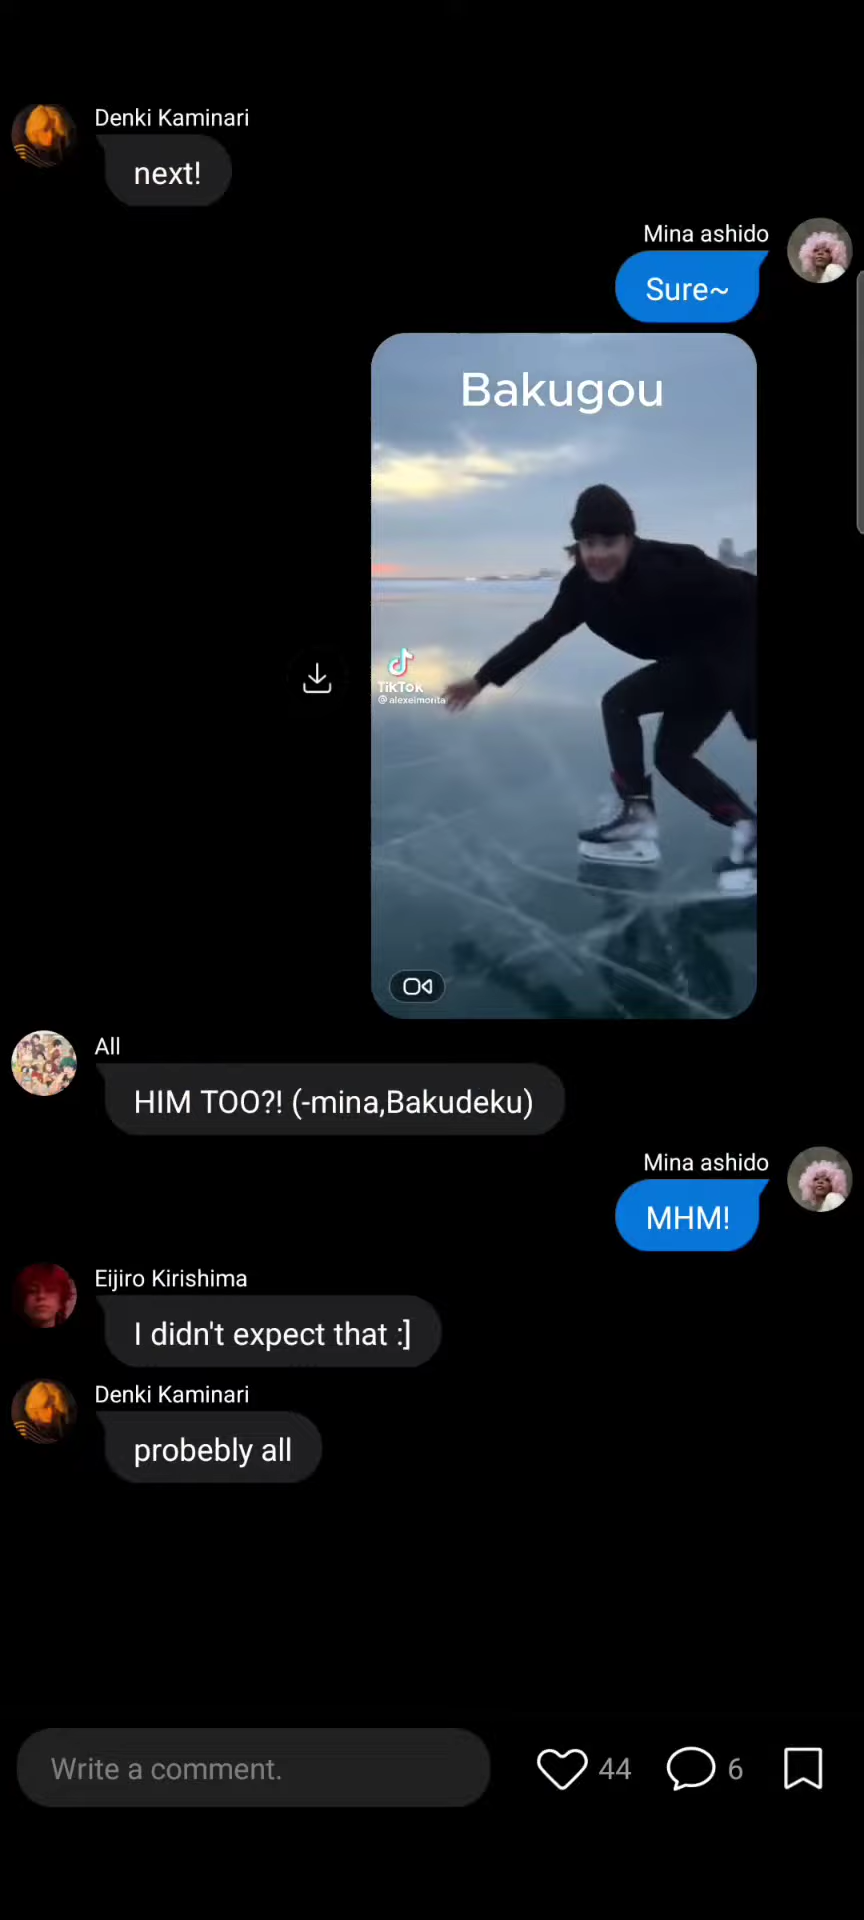 Denki Kaminari
next!
Mina ashido
Sure~
Bakugou
TikTok
@alexeimorita
All
HIM TOO?! (-mina,Bakudeku)
Mina ashido
MHM!
Eijiro Kirishima
I didn't expect that :]
Denki Kaminari
probebly all
Write a comment.
44
6